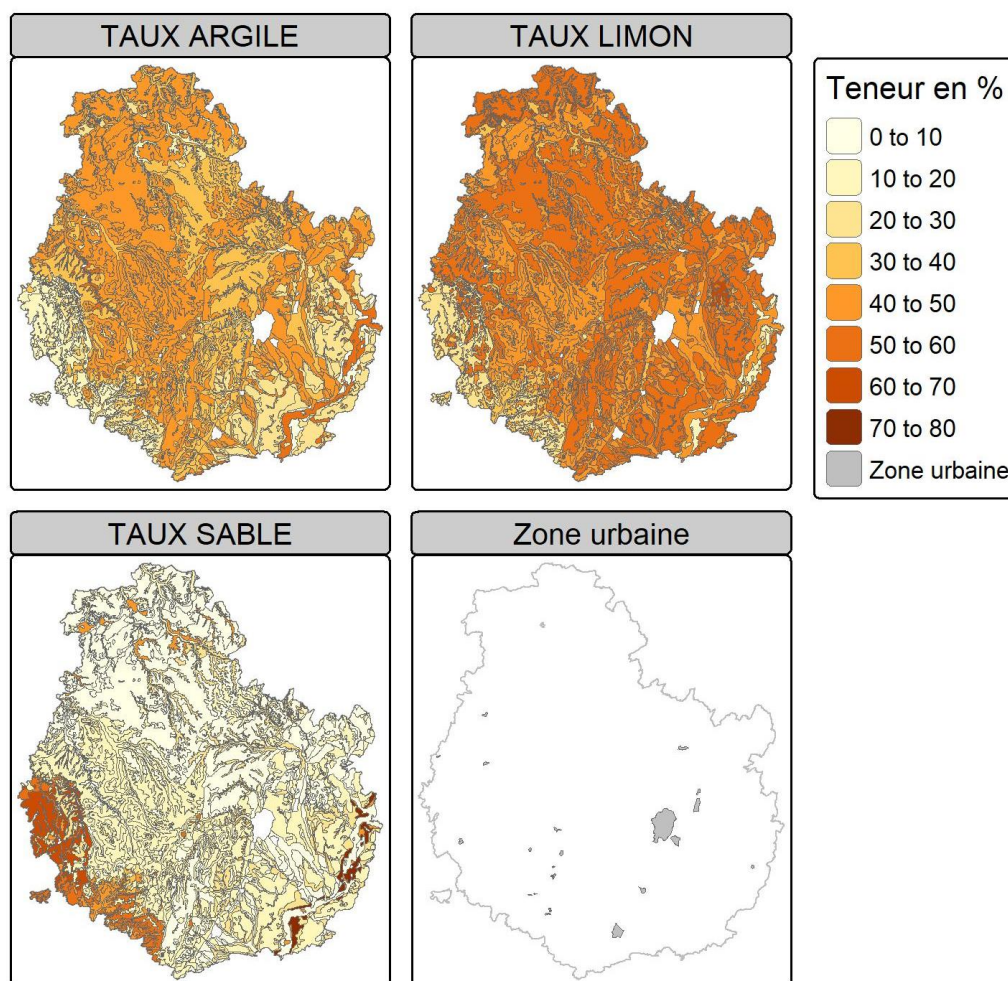 TAUX ARGILE
TAUX LIMON
Teneur en %
0 to 10
10 to 20
20 to 30
30 to 40
40 to 50
50 to 60
60 to 70
70 to 80
Zone urbaine
TAUX SABLE
Zone urbaine